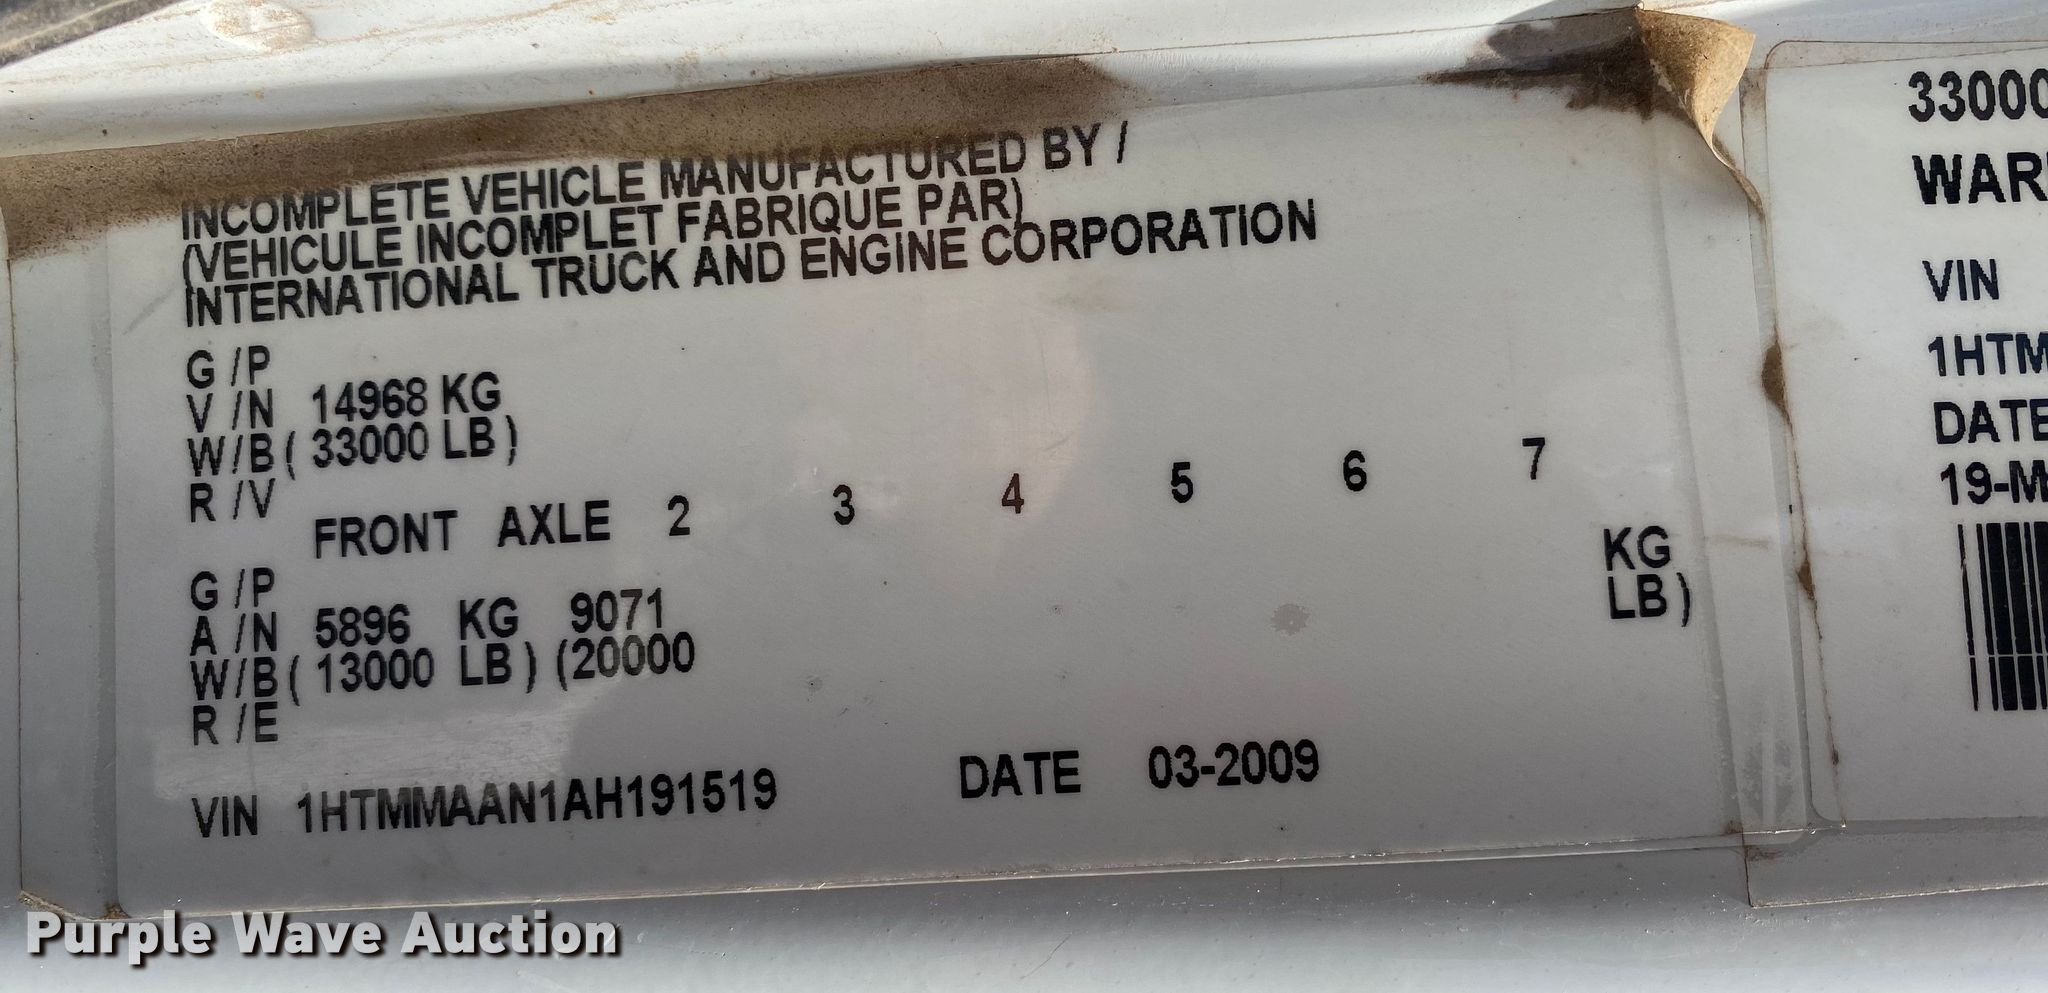 INCOMPLETE VEHICLE MANUFACTURED BY /
(VEHICULE INCOMPLET FABRIQUE PAR)
INTERNATIONAL TRUCK AND ENGINE CORPORATION
G /P
V /N 14968 KG
W/B ( 33000 LB )
R /V
FRONT AXLE 2 3 4 5 6 7
G /P KG
A /N 5896 KG 9071 LB )
W/B ( 13000 LB ) (20000
R /E
VIN 1HTMMAAN1AH191519 DATE 03-2009
33000
WAR
VIN
1HTM
DATE
19-M
Purple Wave Auction